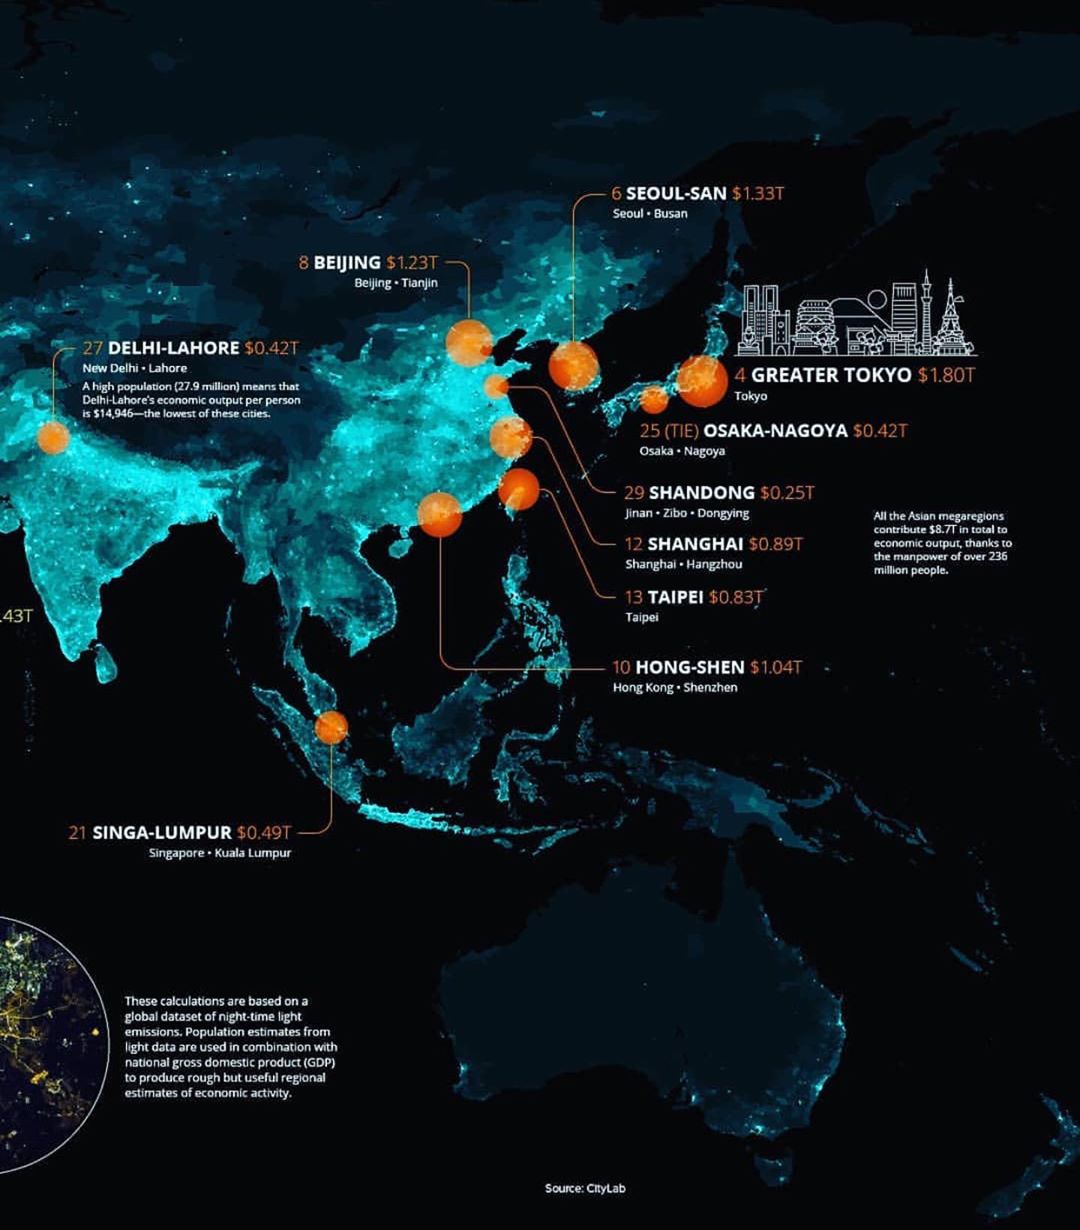 6 SEOUL-SAN $1.33T
Seoul • Busan
8 BEIJING $1.23T
Beijing • Tianjin
27 DELHI-LAHORE $0.42T
New Delhi • Lahore
A high population (27.9 million) means that
Delhi-Lahore's economic output per person
is $14,946—the lowest of these cities.
4 GREATER TOKYO $1.80T
Tokyo
25 (TIE) OSAKA-NAGOYA $0.42T
Osaka • Nagoya
29 SHANDONG $0.25T
Jinan • Zibo • Dongying
12 SHANGHAI $0.89T
Shanghai • Hangzhou
13 TAIPEI $0.83T
Taipei
All the Asian megaregions
contribute $8.7T in total to
economic output, thanks to
the manpower of over 236
million people.
.43T
10 HONG-SHEN $1.04T
Hong Kong • Shenzhen
21 SINGA-LUMPUR $0.49T
Singapore • Kuala Lumpur
These calculations are based on a
global dataset of night-time light
emissions. Population estimates from
light data are used in combination with
national gross domestic product (GDP)
to produce rough but useful regional
estimates of economic activity.
Source: CityLab